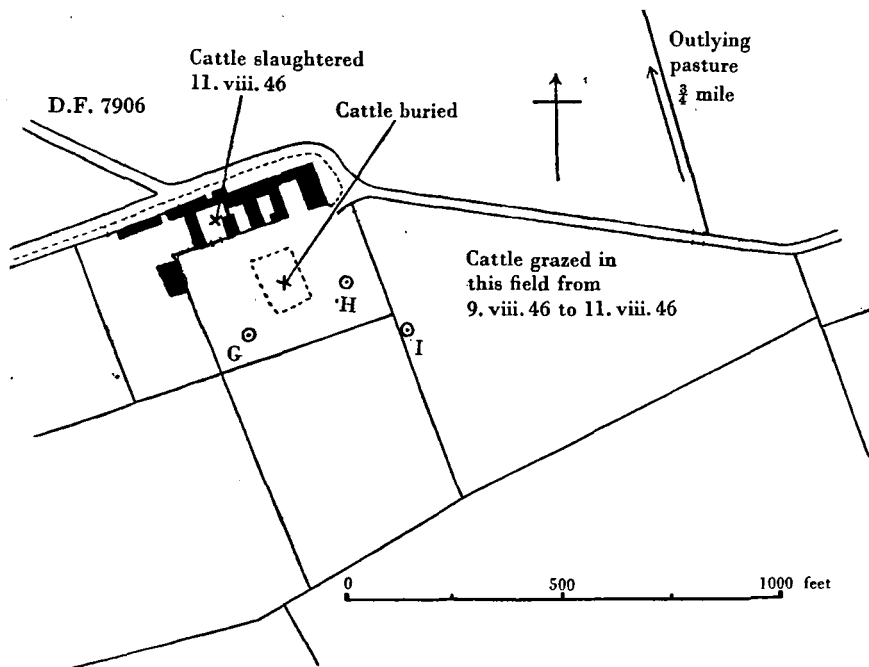 Cattle slaughtered
11. viii. 46
D.F. 7906
Cattle buried
Outlying
pasture
¾ mile
Cattle grazed in
this field from
9. viii. 46 to 11. viii. 46
H
G
I
0 500 1000 feet